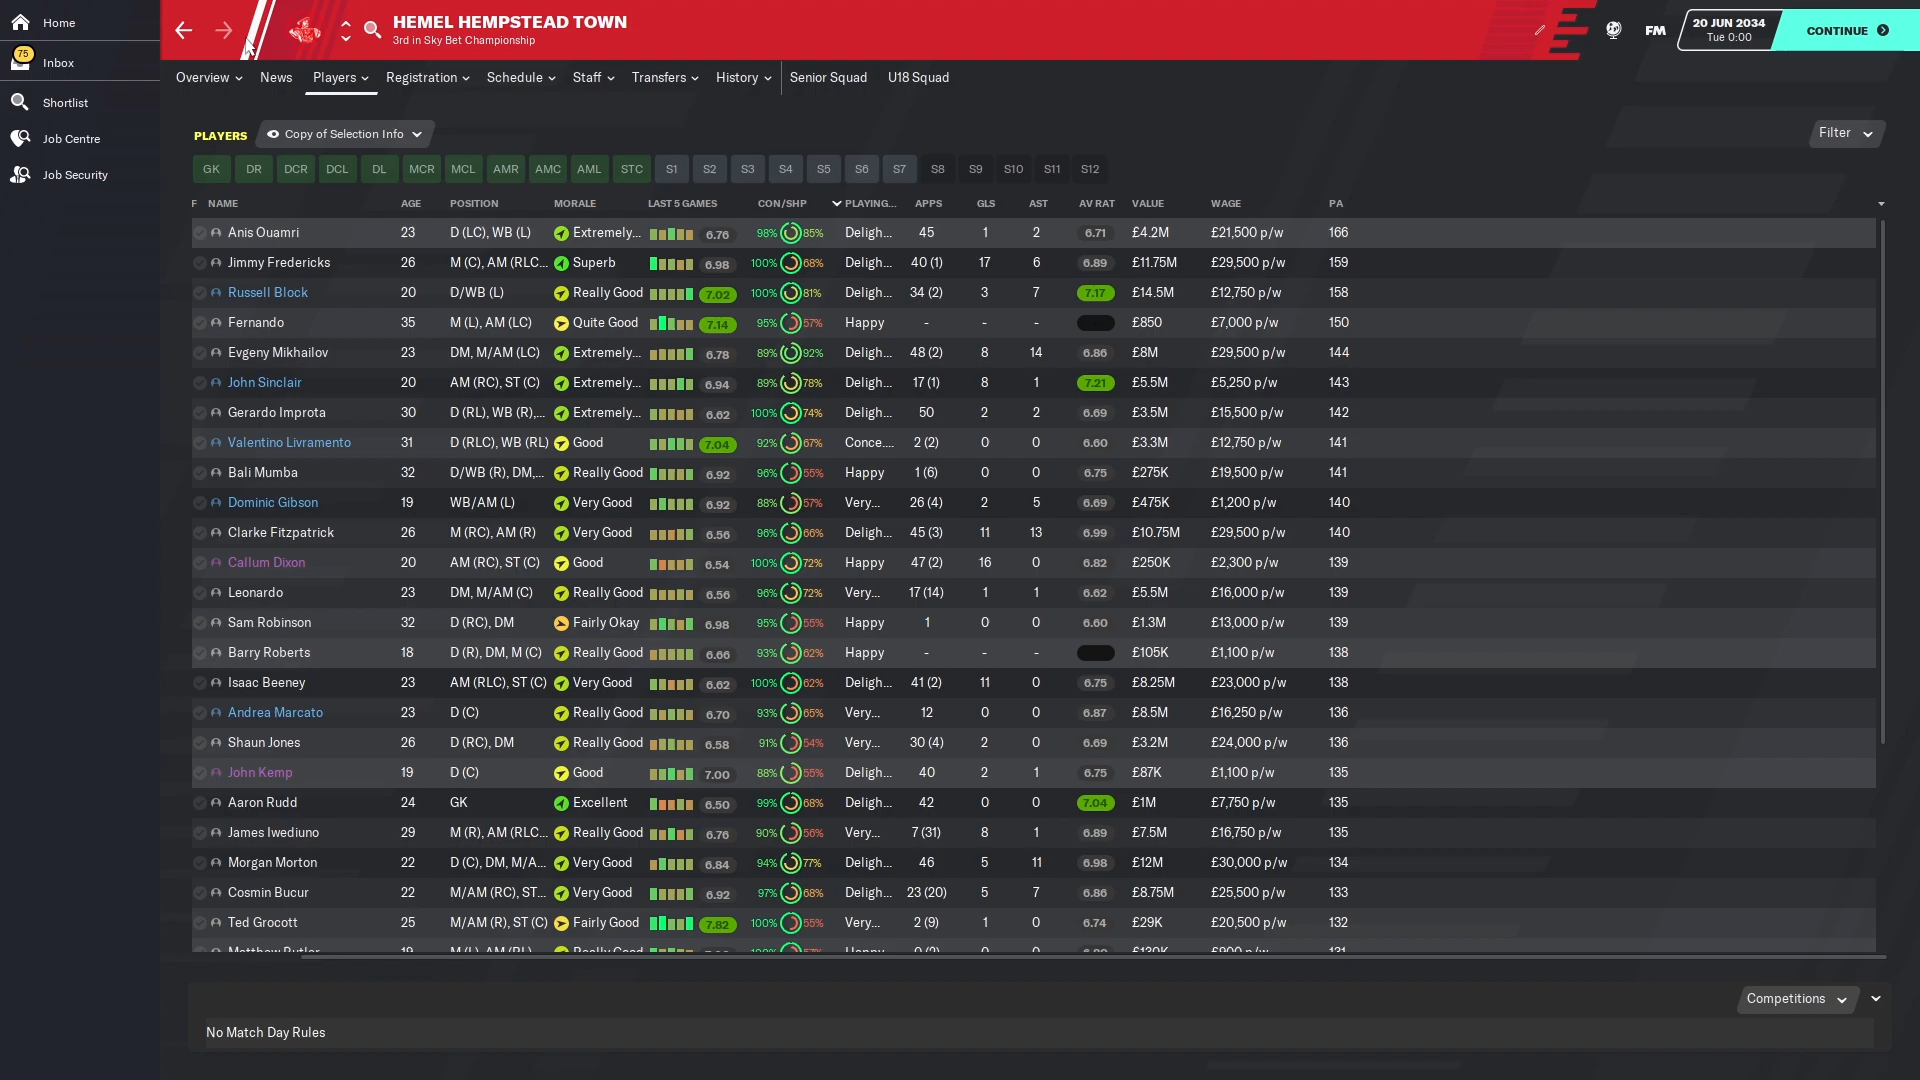 Home
75
Inbox
Shortlist
Job Centre
Job Security
HEMEL HEMPSTEAD TOWN
3rd in Sky Bet Championship
FM
20 JUN 2034
Tue 0:00
CONTINUE
Overview News Players Registration Schedule Staff Transfers History Senior Squad U18 Squad
PLAYERS Copy of Selection Info Filter
GK DR DCR DCL DL MCR MCL AMR AMC AML STC S1 S2 S3 S4 S5 S6 S7 S8 S9 S10 S11 S12
F NAME AGE POSITION MORALE LAST 5 GAMES CON/SHP PLAYING... APPS GLS AST AV RAT VALUE WAGE PA
Anis Ouamri 23 D (LC), WB (L) Extremely... 6.76 98% 85% Deligh... 45 1 2 6.71 £4.2M £21,500 p/w 166
Jimmy Fredericks 26 M (C), AM (RLC... Superb 6.98 100% 68% Deligh... 40 (1) 17 6 6.89 £11.75M £29,500 p/w 159
Russell Block 20 D/WB (L) Really Good 7.02 100% 81% Deligh... 34 (2) 3 7 7.17 £14.5M £12,750 p/w 158
Fernando 35 M (L), AM (LC) Quite Good 7.14 95% 57% Happy - - - £850 £7,000 p/w 150
Evgeny Mikhailov 23 DM, M/AM (LC) Extremely... 6.78 89% 92% Deligh... 48 (2) 8 14 6.86 £8M £29,500 p/w 144
John Sinclair 20 AM (RC), ST (C) Extremely... 6.94 89% 78% Deligh... 17 (1) 8 1 7.21 £5.5M £5,250 p/w 143
Gerardo Improta 30 D (RL), WB (R),... Extremely... 6.62 100% 74% Deligh... 50 2 2 6.69 £3.5M £15,500 p/w 142
Valentino Livramento 31 D (RLC), WB (RL) Good 7.04 92% 67% Conce.... 2 (2) 0 0 6.60 £3.3M £12,750 p/w 141
Bali Mumba 32 D/WB (R), DM,... Really Good 6.92 96% 55% Happy 1 (6) 0 0 6.75 £275K £19,500 p/w 141
Dominic Gibson 19 WB/AM (L) Very Good 6.92 88% 57% Very... 26 (4) 2 5 6.69 £475K £1,200 p/w 140
Clarke Fitzpatrick 26 M (RC), AM (R) Very Good 6.56 96% 66% Deligh... 45 (3) 11 13 6.99 £10.75M £29,500 p/w 140
Callum Dixon 20 AM (RC), ST (C) Good 6.54 100% 72% Happy 47 (2) 16 0 6.82 £250K £2,300 p/w 139
Leonardo 23 DM, M/AM (C) Really Good 6.56 96% 72% Very... 17 (14) 1 1 6.62 £5.5M £16,000 p/w 139
Sam Robinson 32 D (RC), DM Fairly Okay 6.98 95% 55% Happy 1 0 0 6.60 £1.3M £13,000 p/w 139
Barry Roberts 18 D (R), DM, M (C) Really Good 6.66 93% 62% Happy - - - £105K £1,100 p/w 138
Isaac Beeney 23 AM (RLC), ST (C) Very Good 6.62 100% 62% Deligh... 41 (2) 11 0 6.75 £8.25M £23,000 p/w 138
Andrea Marcato 23 D (C) Really Good 6.70 93% 65% Very... 12 0 0 6.87 £8.5M £16,250 p/w 136
Shaun Jones 26 D (RC), DM Really Good 6.58 91% 54% Very... 30 (4) 2 0 6.69 £3.2M £24,000 p/w 136
John Kemp 19 D (C) Good 7.00 88% 55% Deligh... 40 2 1 6.75 £87K £1,100 p/w 135
Aaron Rudd 24 GK Excellent 6.50 99% 68% Deligh... 42 0 0 7.04 £1M £7,750 p/w 135
James Iwediuno 29 M (R), AM (RLC... Really Good 6.76 90% 56% Very... 7 (31) 8 1 6.89 £7.5M £16,750 p/w 135
Morgan Morton 22 D (C), DM, M/A... Very Good 6.84 94% 77% Deligh... 46 5 11 6.98 £12M £30,000 p/w 134
Cosmin Bucur 22 M/AM (RC), ST... Very Good 6.92 97% 68% Deligh... 23 (20) 5 7 6.86 £8.75M £25,500 p/w 133
Ted Grocott 25 M/AM (R), ST (C) Fairly Good 7.82 100% 55% Very... 2 (9) 1 0 6.74 £29K £20,500 p/w 132
Competitions
No Match Day Rules